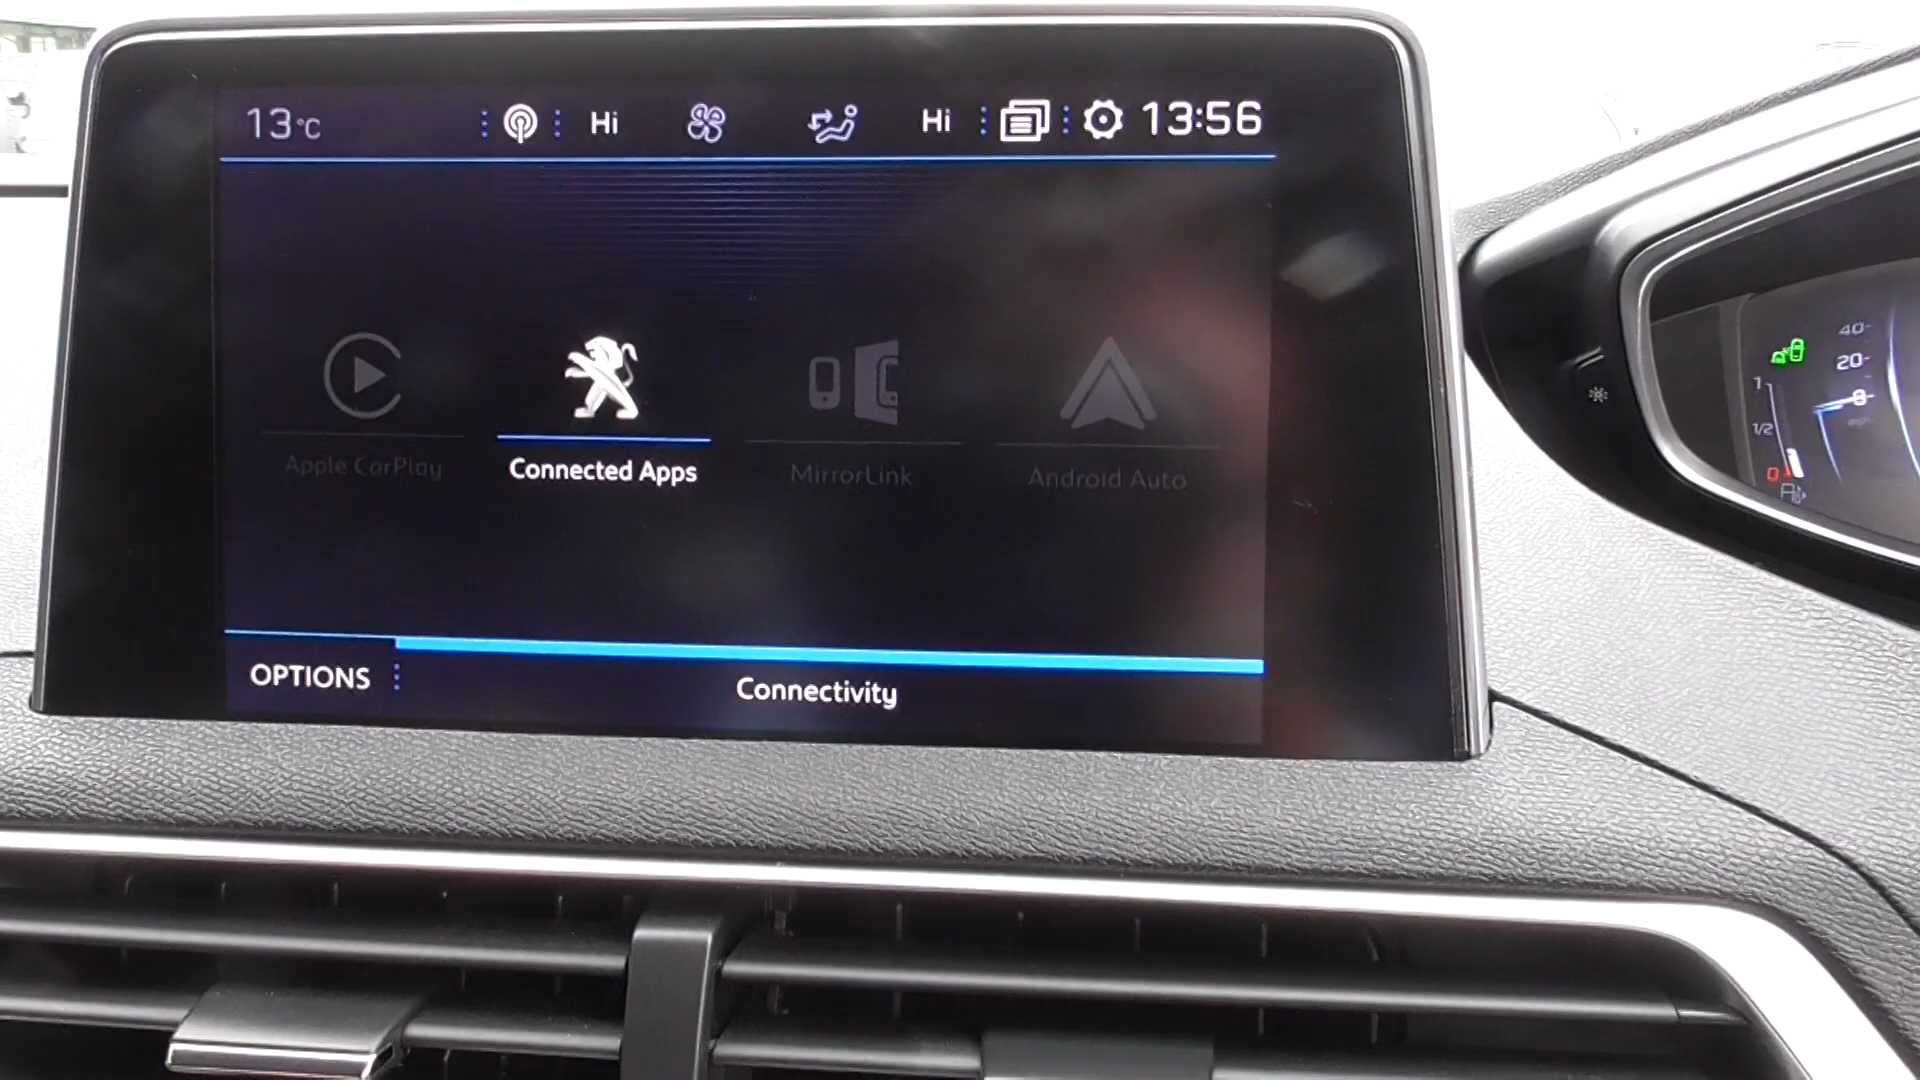 13°C Hi Hi 13:56
Apple CarPlay
Connected Apps
MirrorLink
Android Auto
OPTIONS
Connectivity
40
20
1
1/2
0